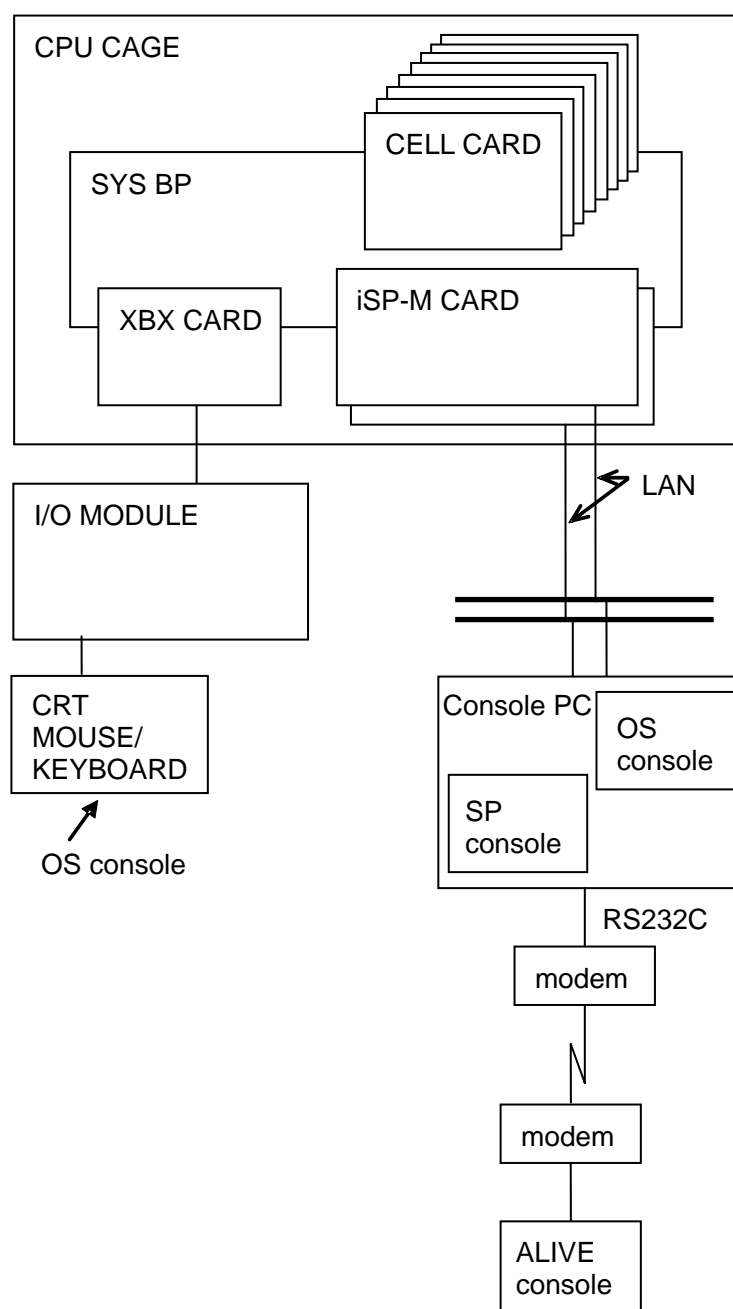 CPU CAGE
CELL CARD
SYS BP
XBX CARD
iSP-M CARD
LAN
I/O MODULE
CRT
MOUSE/
KEYBOARD
OS console
Console PC
OS
console
SP
console
RS232C
modem
modem
ALIVE
console